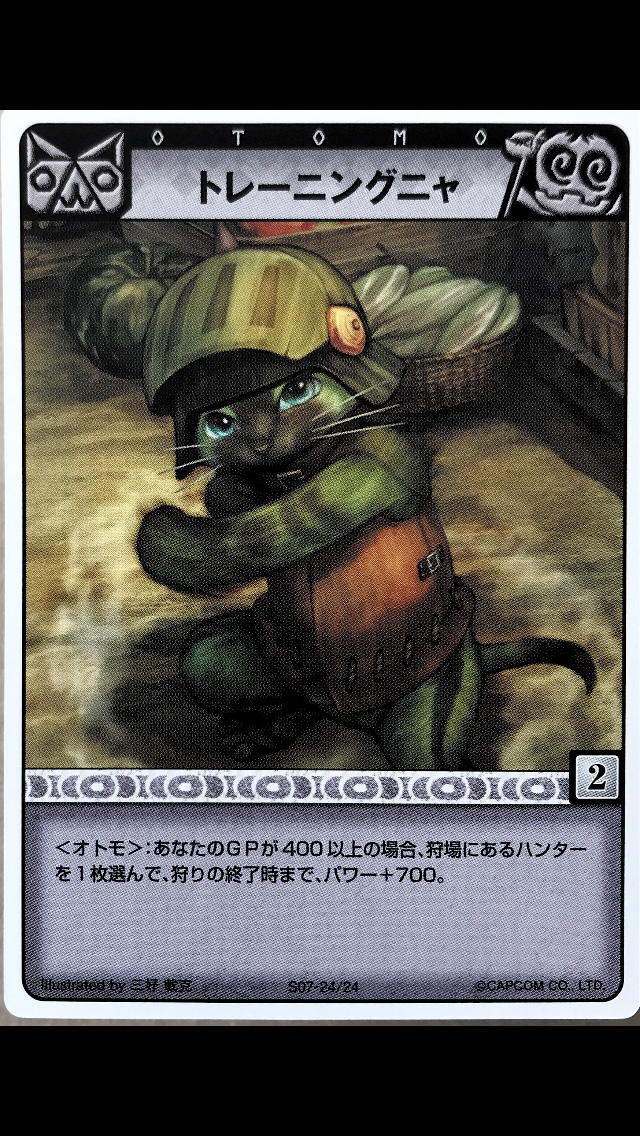 OTOMO
トレーニングニャ
2
＜オトモ＞：あなたのＧＰが４００以上の場合、狩場にあるハンター
を１枚選んで、狩りの終了時まで、パワー＋７００。
Illustrated by 三好 載克
S07-24/24
©CAPCOM CO., LTD.